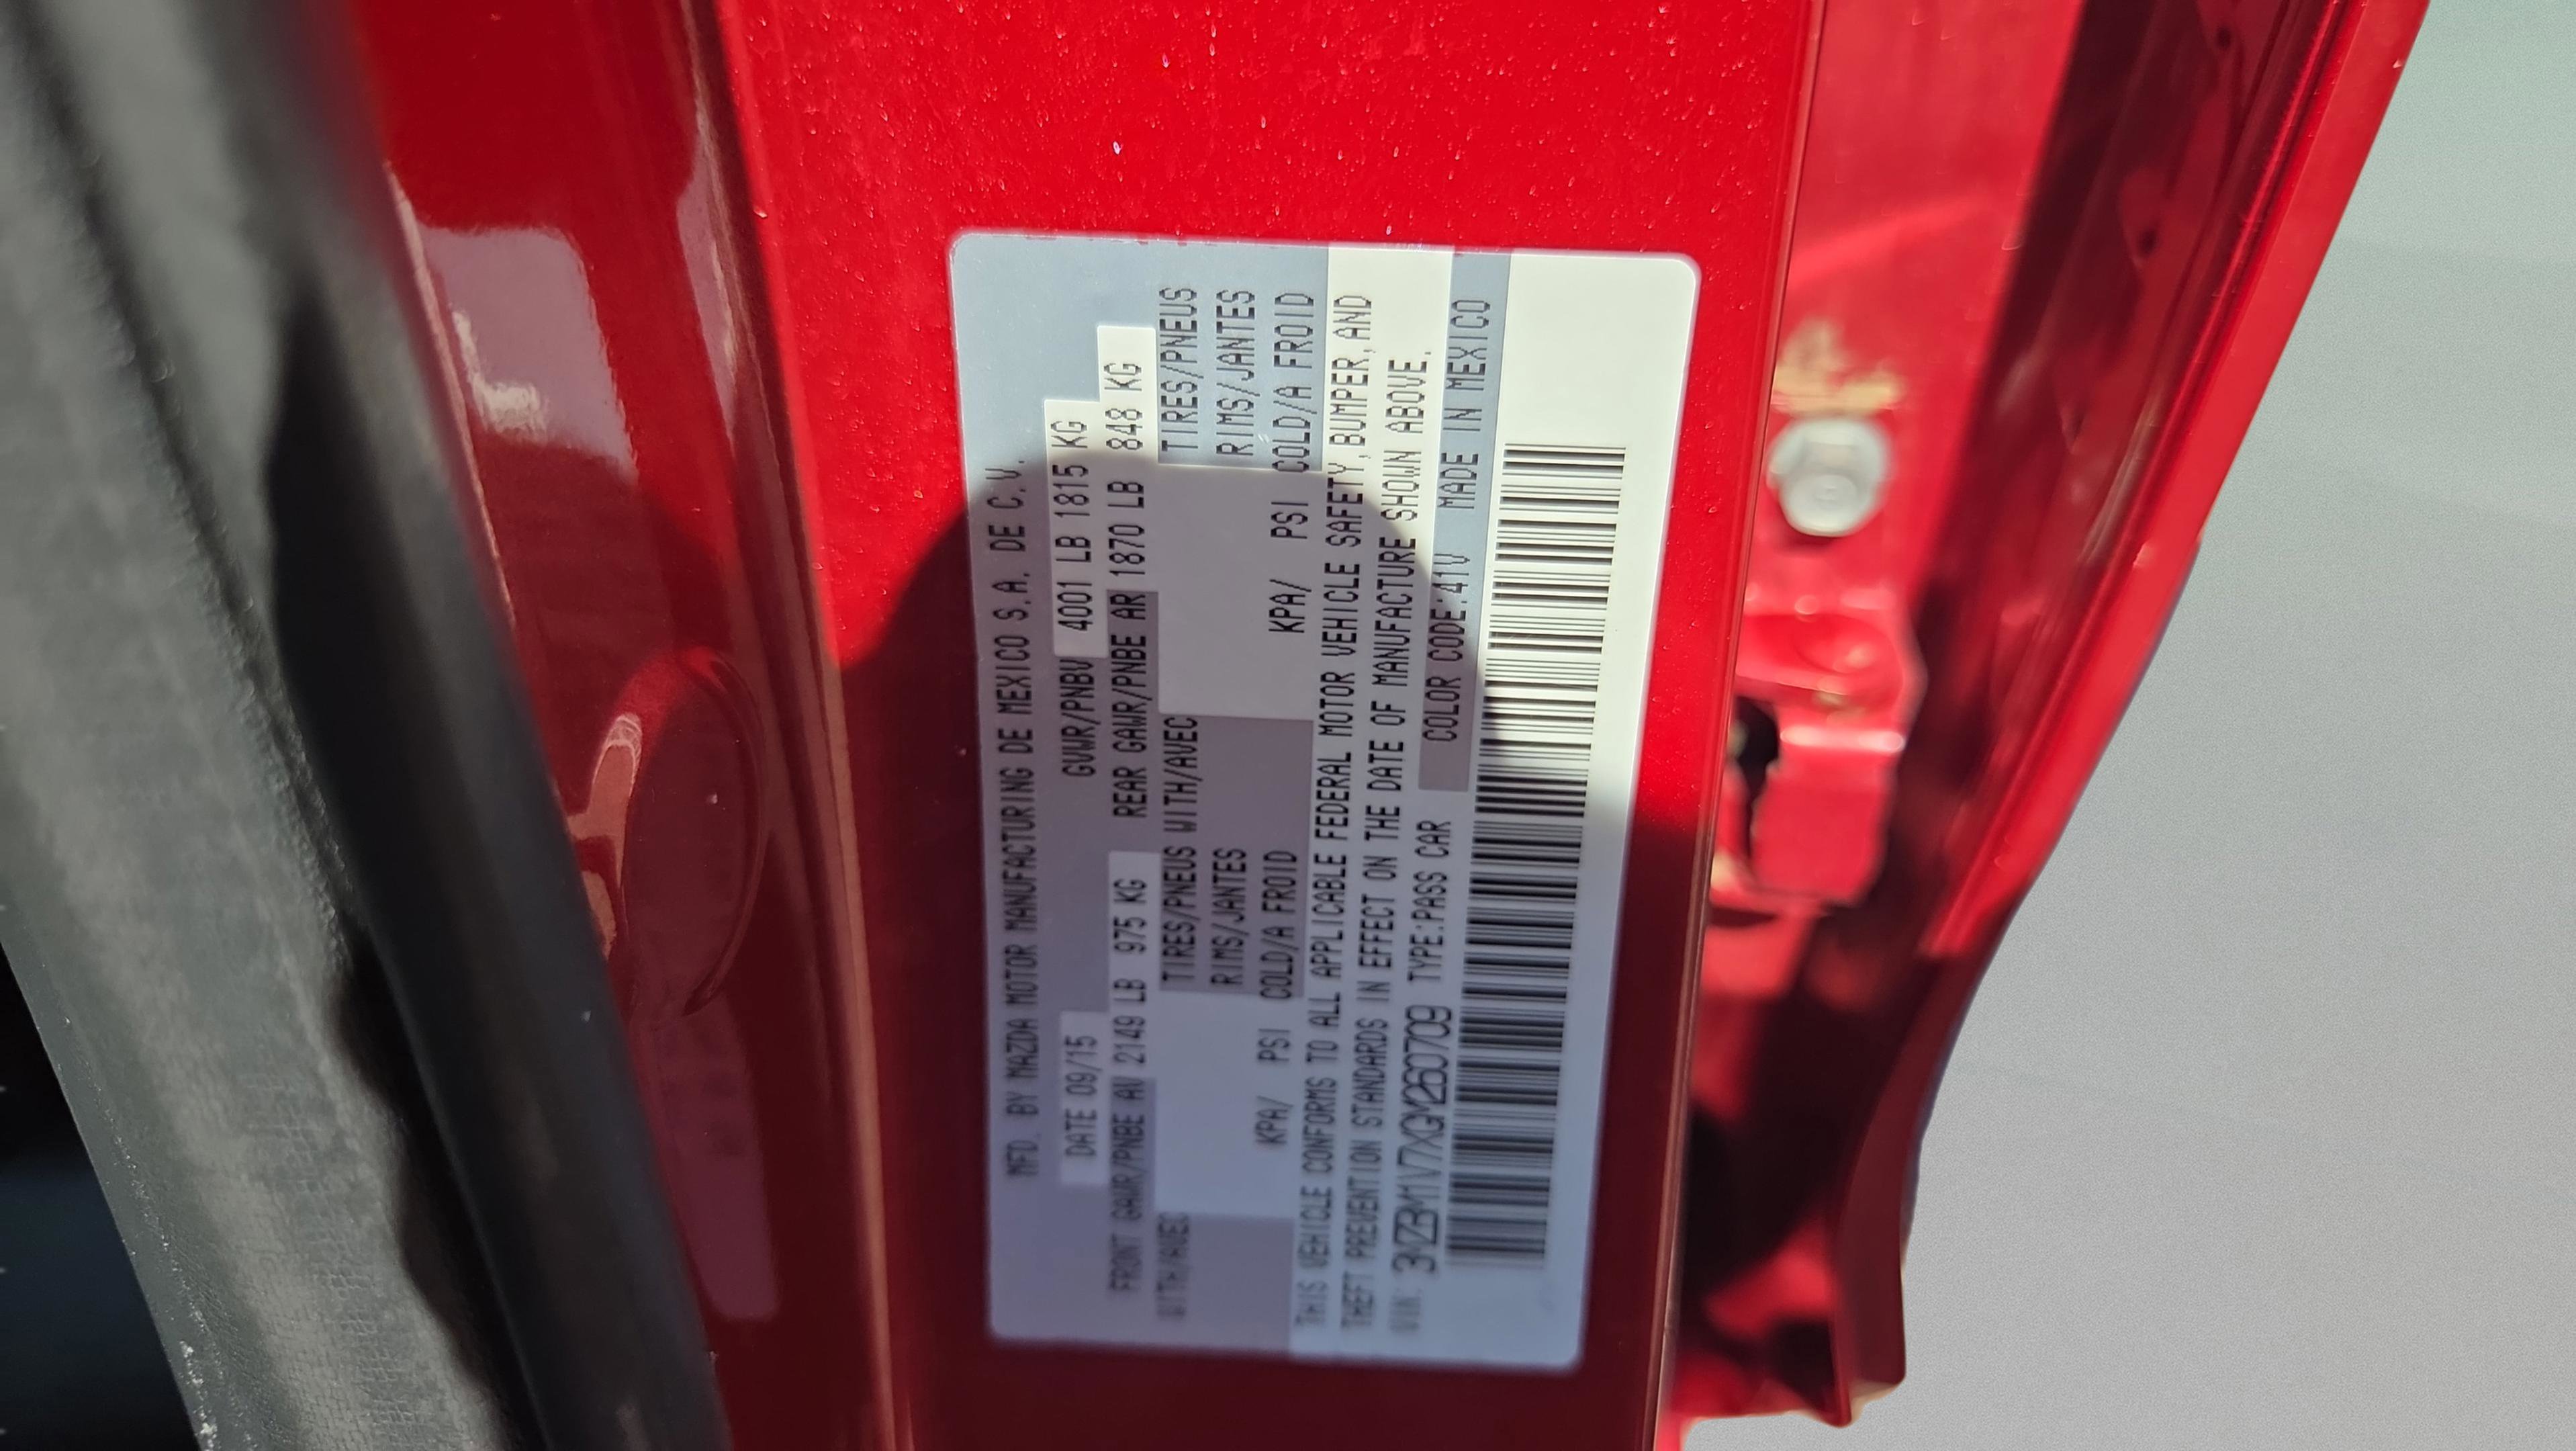 MFD. BY MAZDA MOTOR MANUFACTURING DE MEXICO S.A. DE C.V.
DATE 09/15 GVWR/PNBV 4001 LB 1815 KG
FRONT GAWR/PNBE AV 2149 LB 975 KG REAR GAWR/PNBE AR 1870 LB 848 KG
WITH/AVEC TIRES/PNEUS WITH/AVEC TIRES/PNEUS
RIMS/JANTES RIMS/JANTES
KPA/ PSI COLD/A FROID KPA/ PSI COLD/A FROID
THIS VEHICLE CONFORMS TO ALL APPLICABLE FEDERAL MOTOR VEHICLE SAFETY, BUMPER, AND
THEFT PREVENTION STANDARDS IN EFFECT ON THE DATE OF MANUFACTURE SHOWN ABOVE.
VIN: 3MZBM1V7XGM260709 TYPE:PASS CAR COLOR CODE:41V MADE IN MEXICO